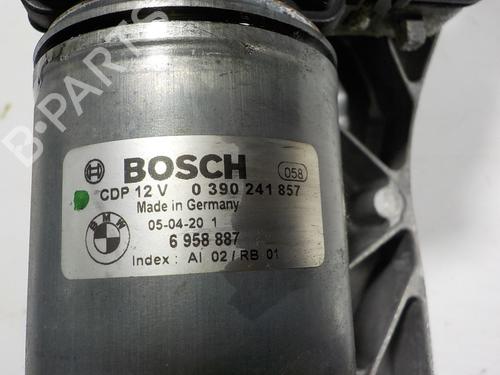 B·PARTS
BOSCH 058
CDP 12 V 0 390 241 857
Made in Germany
05-04-20 1
BMW
6 958 887
Index : AI 02 / RB 01